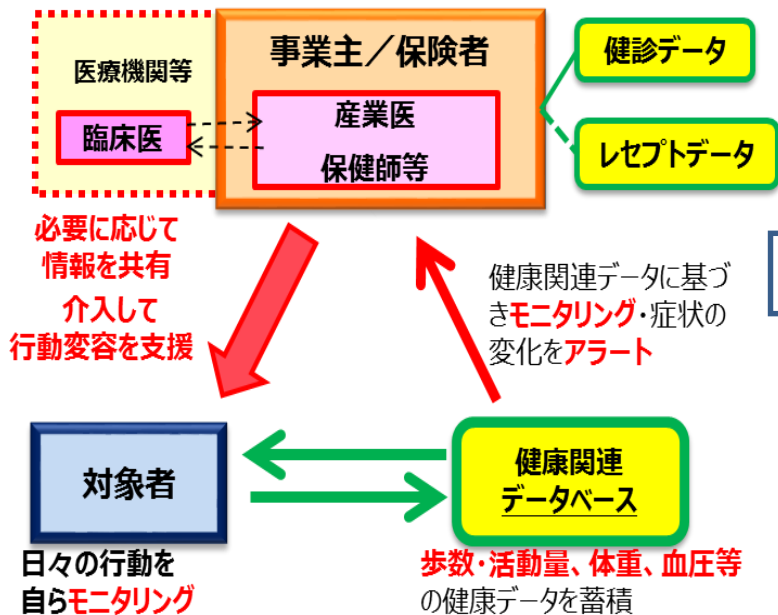 医療機関等
臨床医
事業主／保険者
産業医
保健師等
健診データ
レセプトデータ
必要に応じて
情報を共有
介入して
行動変容を支援
健康関連データに基づ
きモニタリング・症状の
変化をアラート
対象者
健康関連
データベース
日々の行動を
自らモニタリング
歩数・活動量、体重、血圧等
の健康データを蓄積